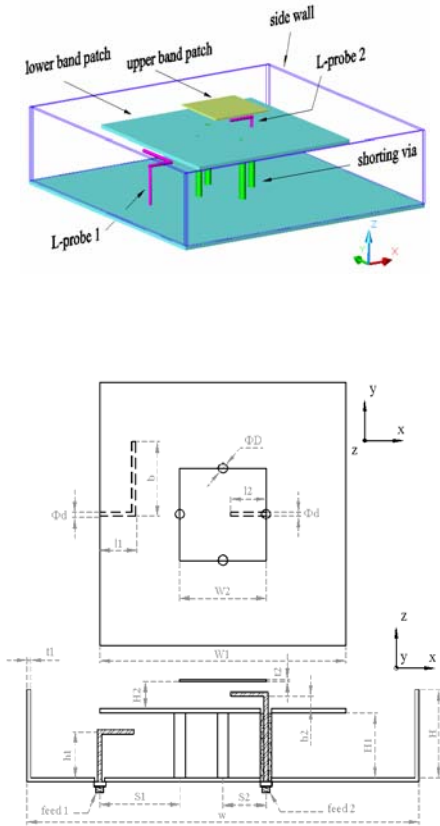 side wall
upper band patch
lower band patch
L-probe 2
shorting via
L-probe 1
Z
Y
X
y
x
z
ΦD
b
l2
Φd
Φd
l1
W2
W1
z
y
x
t1
t2
H2
h2
h1
H1
H
S1
S2
feed 1
feed 2
w